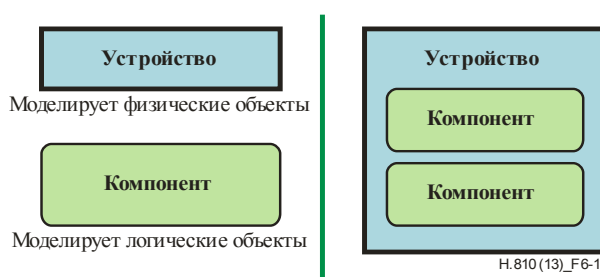 Устройство
Моделирует физические объекты
Компонент
Моделирует логические объекты
Устройство
Компонент
Компонент
H.810(13)_F6-1